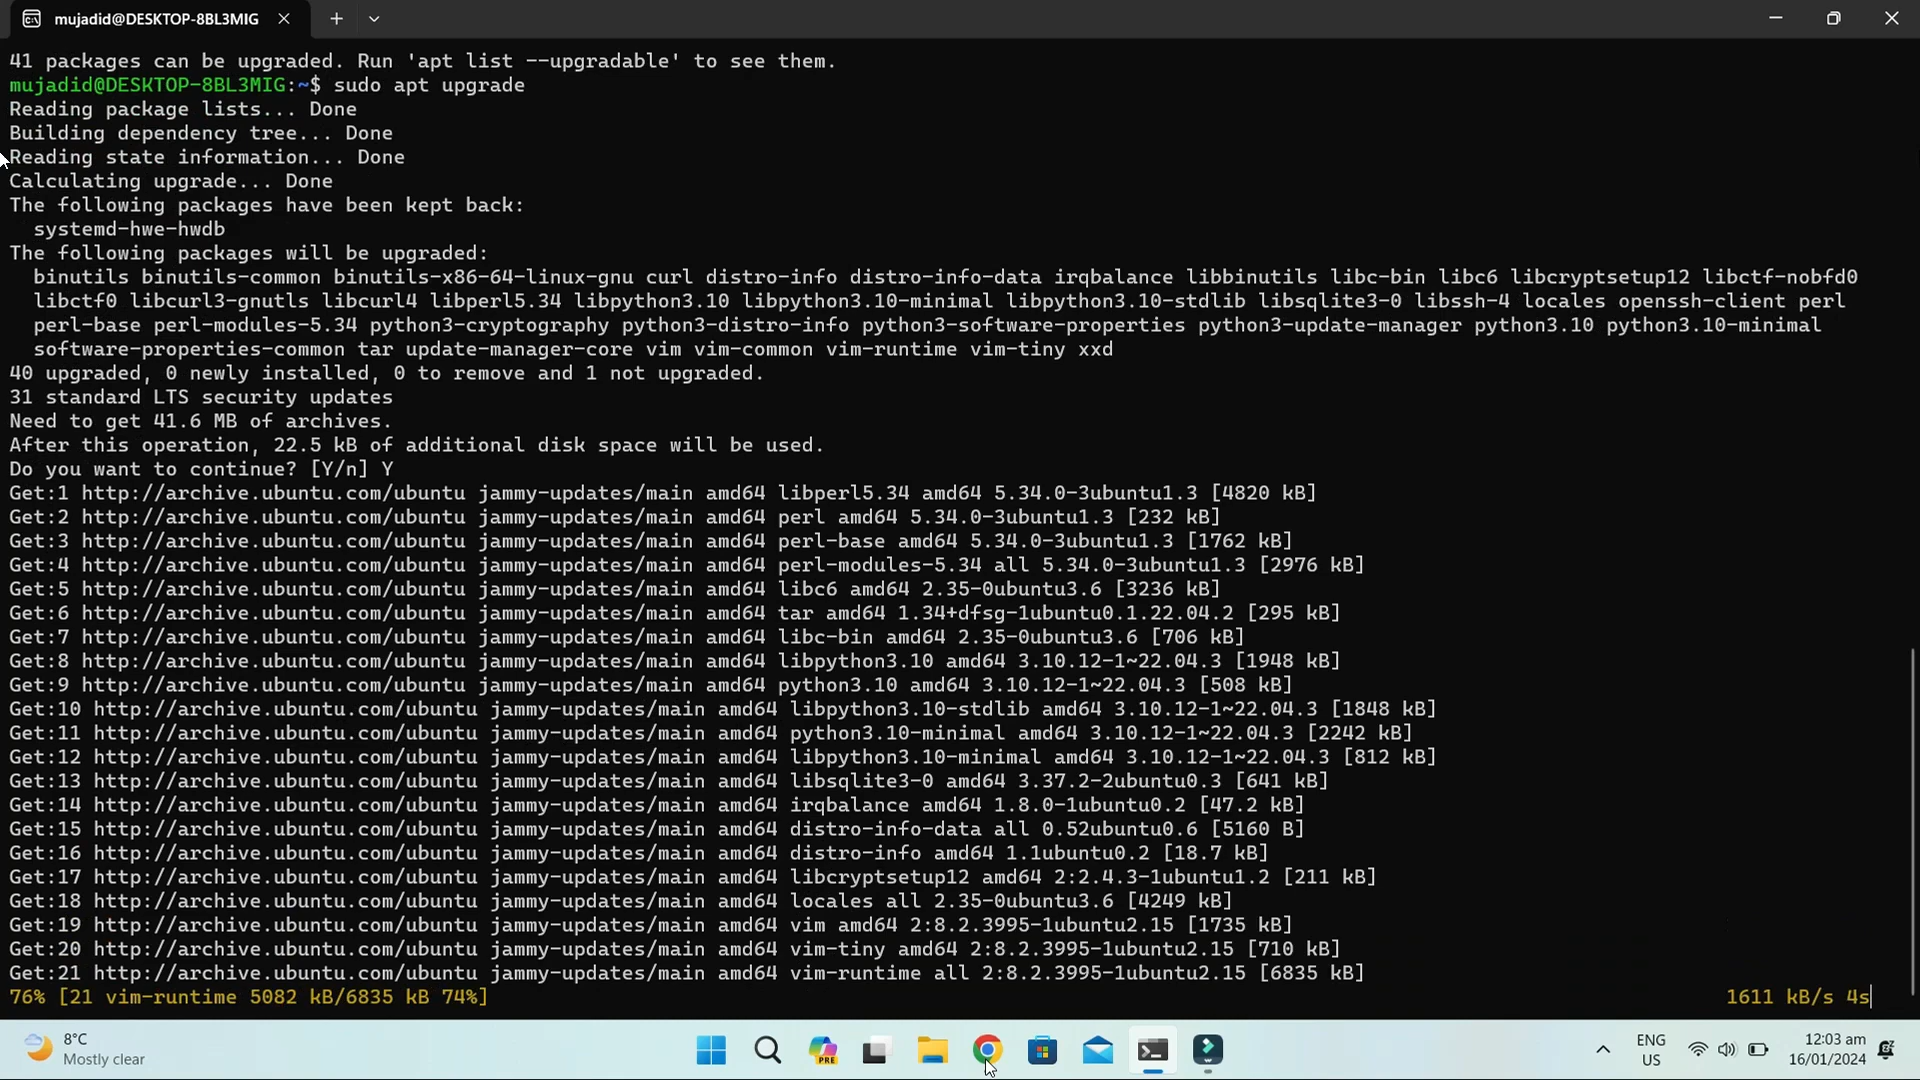 mujadid@DESKTOP-8BL3MIG
41 packages can be upgraded. Run 'apt list --upgradable' to see them.
mujadid@DESKTOP-8BL3MIG:~$ sudo apt upgrade
Reading package lists... Done
Building dependency tree... Done
Reading state information... Done
Calculating upgrade... Done
The following packages have been kept back:
systemd-hwe-hwdb
The following packages will be upgraded:
binutils binutils-common binutils-x86-64-linux-gnu curl distro-info distro-info-data irqbalance libbinutils libc-bin libc6 libcryptsetup12 libctf-nobfd0
libctf0 libcurl3-gnutls libcurl4 libperl5.34 libpython3.10 libpython3.10-minimal libpython3.10-stdlib libsqlite3-0 libssh-4 locales openssh-client perl
perl-base perl-modules-5.34 python3-cryptography python3-distro-info python3-software-properties python3-update-manager python3.10 python3.10-minimal
software-properties-common tar update-manager-core vim vim-common vim-runtime vim-tiny xxd
40 upgraded, 0 newly installed, 0 to remove and 1 not upgraded.
31 standard LTS security updates
Need to get 41.6 MB of archives.
After this operation, 22.5 kB of additional disk space will be used.
Do you want to continue? [Y/n] Y
Get:1 http://archive.ubuntu.com/ubuntu jammy-updates/main amd64 libperl5.34 amd64 5.34.0-3ubuntu1.3 [4820 kB]
Get:2 http://archive.ubuntu.com/ubuntu jammy-updates/main amd64 perl amd64 5.34.0-3ubuntu1.3 [232 kB]
Get:3 http://archive.ubuntu.com/ubuntu jammy-updates/main amd64 perl-base amd64 5.34.0-3ubuntu1.3 [1762 kB]
Get:4 http://archive.ubuntu.com/ubuntu jammy-updates/main amd64 perl-modules-5.34 all 5.34.0-3ubuntu1.3 [2976 kB]
Get:5 http://archive.ubuntu.com/ubuntu jammy-updates/main amd64 libc6 amd64 2.35-0ubuntu3.6 [3236 kB]
Get:6 http://archive.ubuntu.com/ubuntu jammy-updates/main amd64 tar amd64 1.34+dfsg-1ubuntu0.1.22.04.2 [295 kB]
Get:7 http://archive.ubuntu.com/ubuntu jammy-updates/main amd64 libc-bin amd64 2.35-0ubuntu3.6 [706 kB]
Get:8 http://archive.ubuntu.com/ubuntu jammy-updates/main amd64 libpython3.10 amd64 3.10.12-1~22.04.3 [1948 kB]
Get:9 http://archive.ubuntu.com/ubuntu jammy-updates/main amd64 python3.10 amd64 3.10.12-1~22.04.3 [508 kB]
Get:10 http://archive.ubuntu.com/ubuntu jammy-updates/main amd64 libpython3.10-stdlib amd64 3.10.12-1~22.04.3 [1848 kB]
Get:11 http://archive.ubuntu.com/ubuntu jammy-updates/main amd64 python3.10-minimal amd64 3.10.12-1~22.04.3 [2242 kB]
Get:12 http://archive.ubuntu.com/ubuntu jammy-updates/main amd64 libpython3.10-minimal amd64 3.10.12-1~22.04.3 [812 kB]
Get:13 http://archive.ubuntu.com/ubuntu jammy-updates/main amd64 libsqlite3-0 amd64 3.37.2-2ubuntu0.3 [641 kB]
Get:14 http://archive.ubuntu.com/ubuntu jammy-updates/main amd64 irqbalance amd64 1.8.0-1ubuntu0.2 [47.2 kB]
Get:15 http://archive.ubuntu.com/ubuntu jammy-updates/main amd64 distro-info-data all 0.52ubuntu0.6 [5160 B]
Get:16 http://archive.ubuntu.com/ubuntu jammy-updates/main amd64 distro-info amd64 1.1ubuntu0.2 [18.7 kB]
Get:17 http://archive.ubuntu.com/ubuntu jammy-updates/main amd64 libcryptsetup12 amd64 2:2.4.3-1ubuntu1.2 [211 kB]
Get:18 http://archive.ubuntu.com/ubuntu jammy-updates/main amd64 locales all 2.35-0ubuntu3.6 [4249 kB]
Get:19 http://archive.ubuntu.com/ubuntu jammy-updates/main amd64 vim amd64 2:8.2.3995-1ubuntu2.15 [1735 kB]
Get:20 http://archive.ubuntu.com/ubuntu jammy-updates/main amd64 vim-tiny amd64 2:8.2.3995-1ubuntu2.15 [710 kB]
Get:21 http://archive.ubuntu.com/ubuntu jammy-updates/main amd64 vim-runtime all 2:8.2.3995-1ubuntu2.15 [6835 kB]
76% [21 vim-runtime 5082 kB/6835 kB 74%] 1611 kB/s 4s
8°C
Mostly clear
PRE
ENG
US
12:03 am
16/01/2024